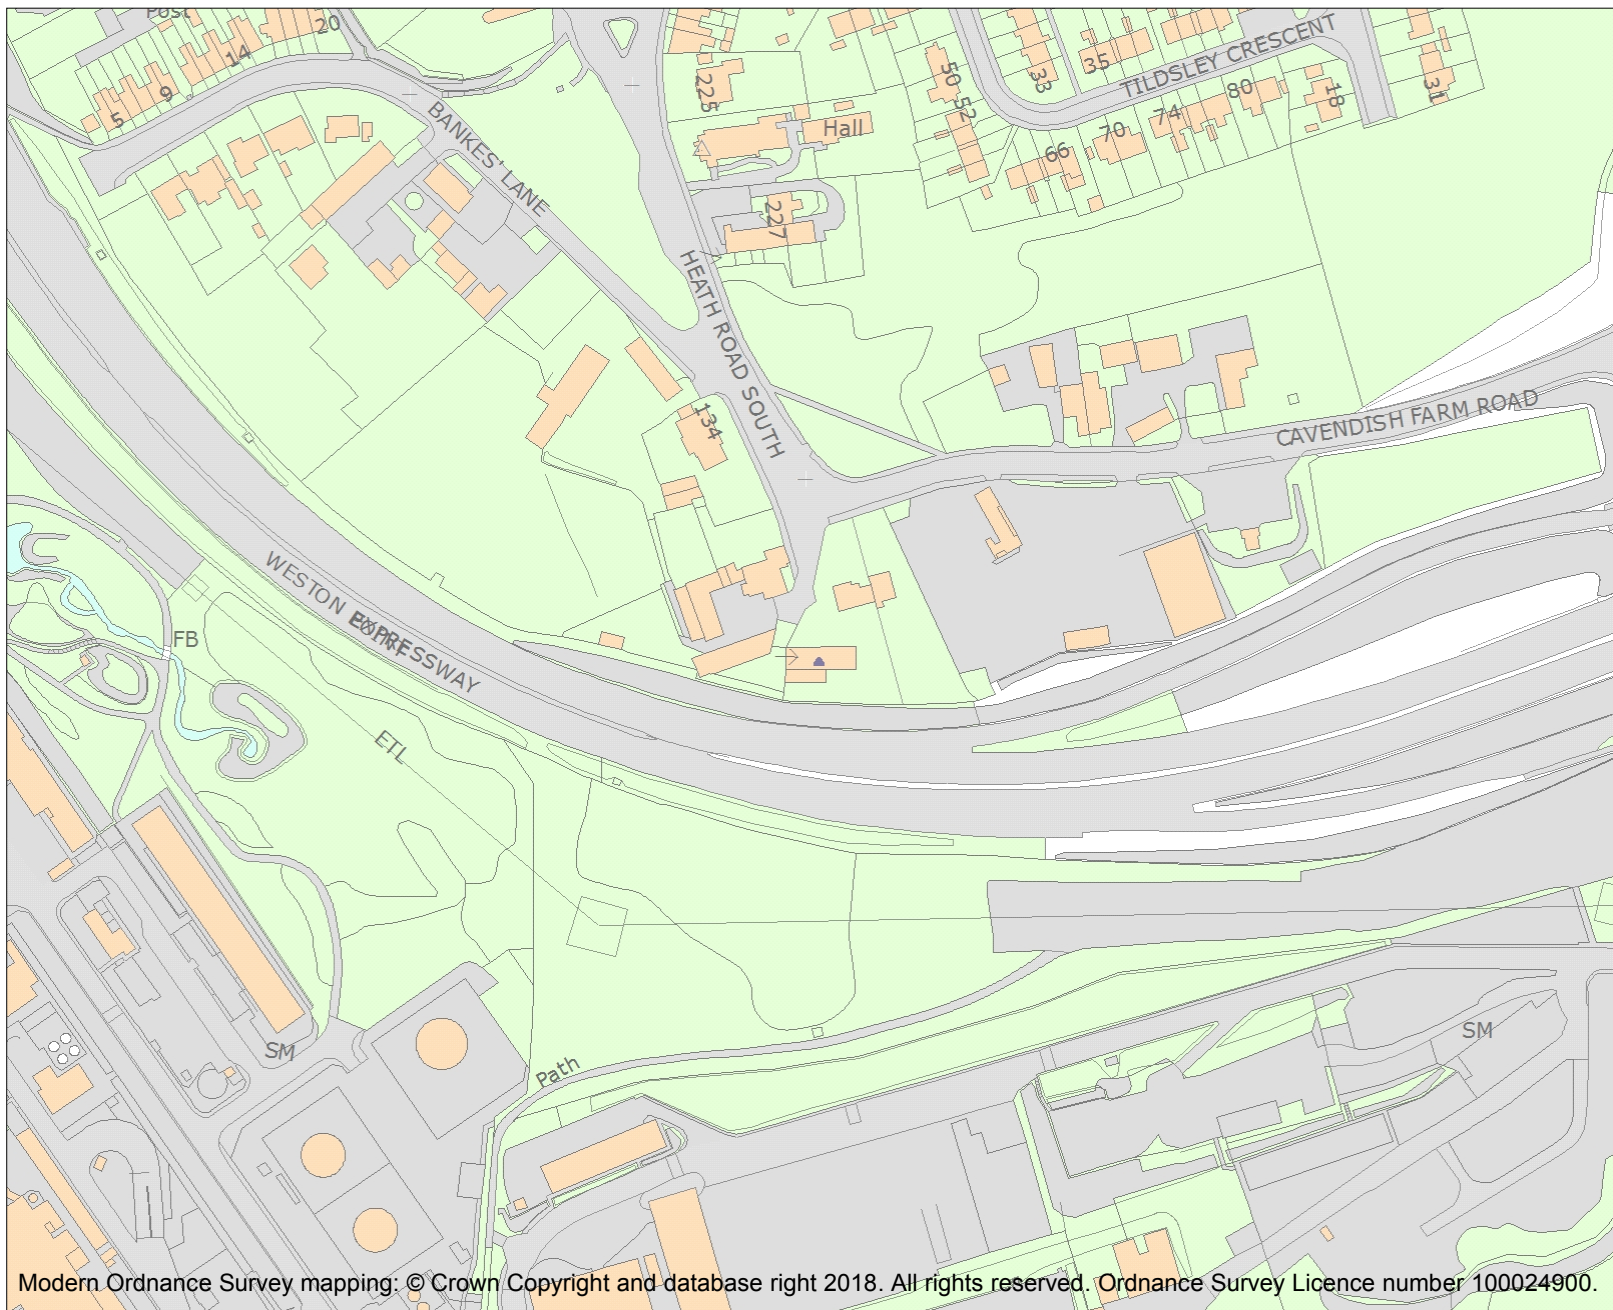 Post
20
14
9
5
BANKES' LANE
225
Hall
50
52
33
35
TILDSLEY CRESCENT
80
18
31
74
70
66
227
HEATH ROAD SOUTH
134
CAVENDISH FARM ROAD
WESTON POINT
EXPRESSWAY
FB
ETL
SM
SM
Path
Modern Ordnance Survey mapping: © Crown Copyright and database right 2018. All rights reserved. Ordnance Survey Licence number 100024900.